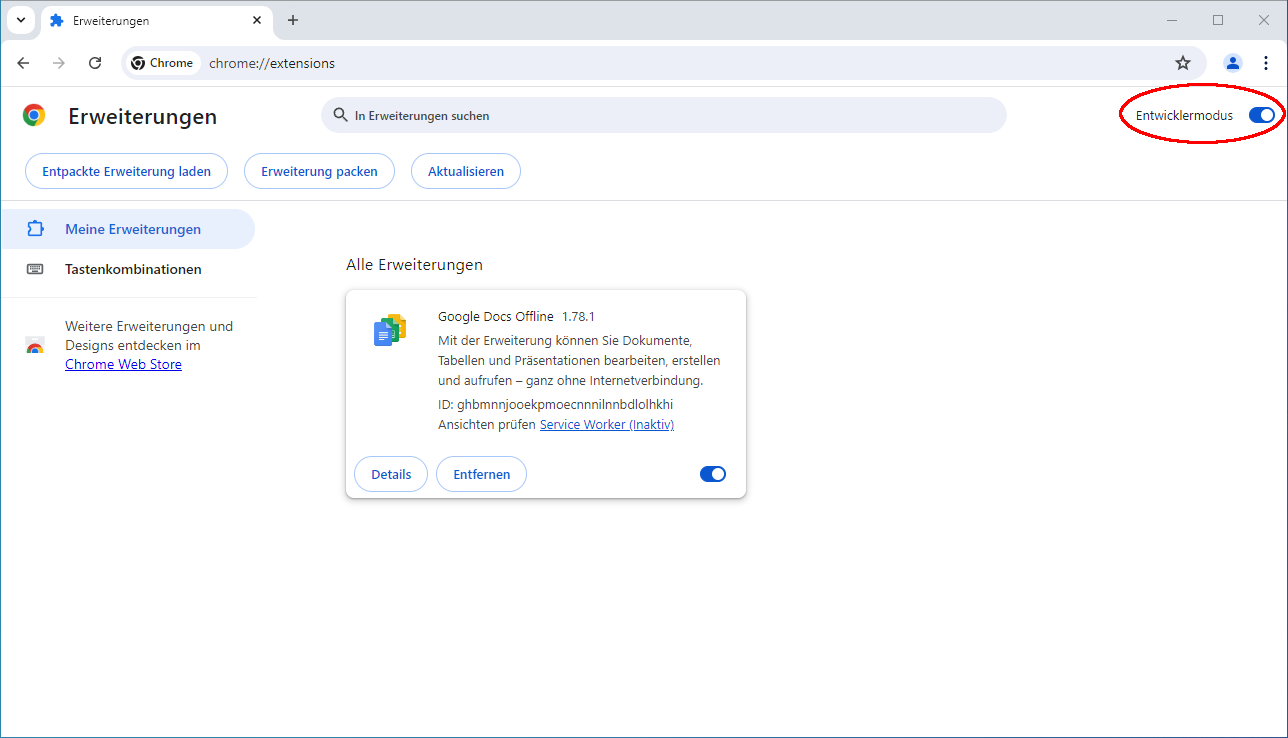 Erweiterungen
Chrome
chrome://extensions
Erweiterungen
In Erweiterungen suchen
Entwicklermodus
Entpackte Erweiterung laden
Erweiterung packen
Aktualisieren
Meine Erweiterungen
Tastenkombinationen
Weitere Erweiterungen und
Designs entdecken im
Chrome Web Store
Alle Erweiterungen
Google Docs Offline 1.78.1
Mit der Erweiterung können Sie Dokumente,
Tabellen und Präsentationen bearbeiten, erstellen
und aufrufen – ganz ohne Internetverbindung.
ID: ghbmnnjooekpmoecnnnilnnbdlolhkhi
Ansichten prüfen Service Worker (Inaktiv)
Details
Entfernen